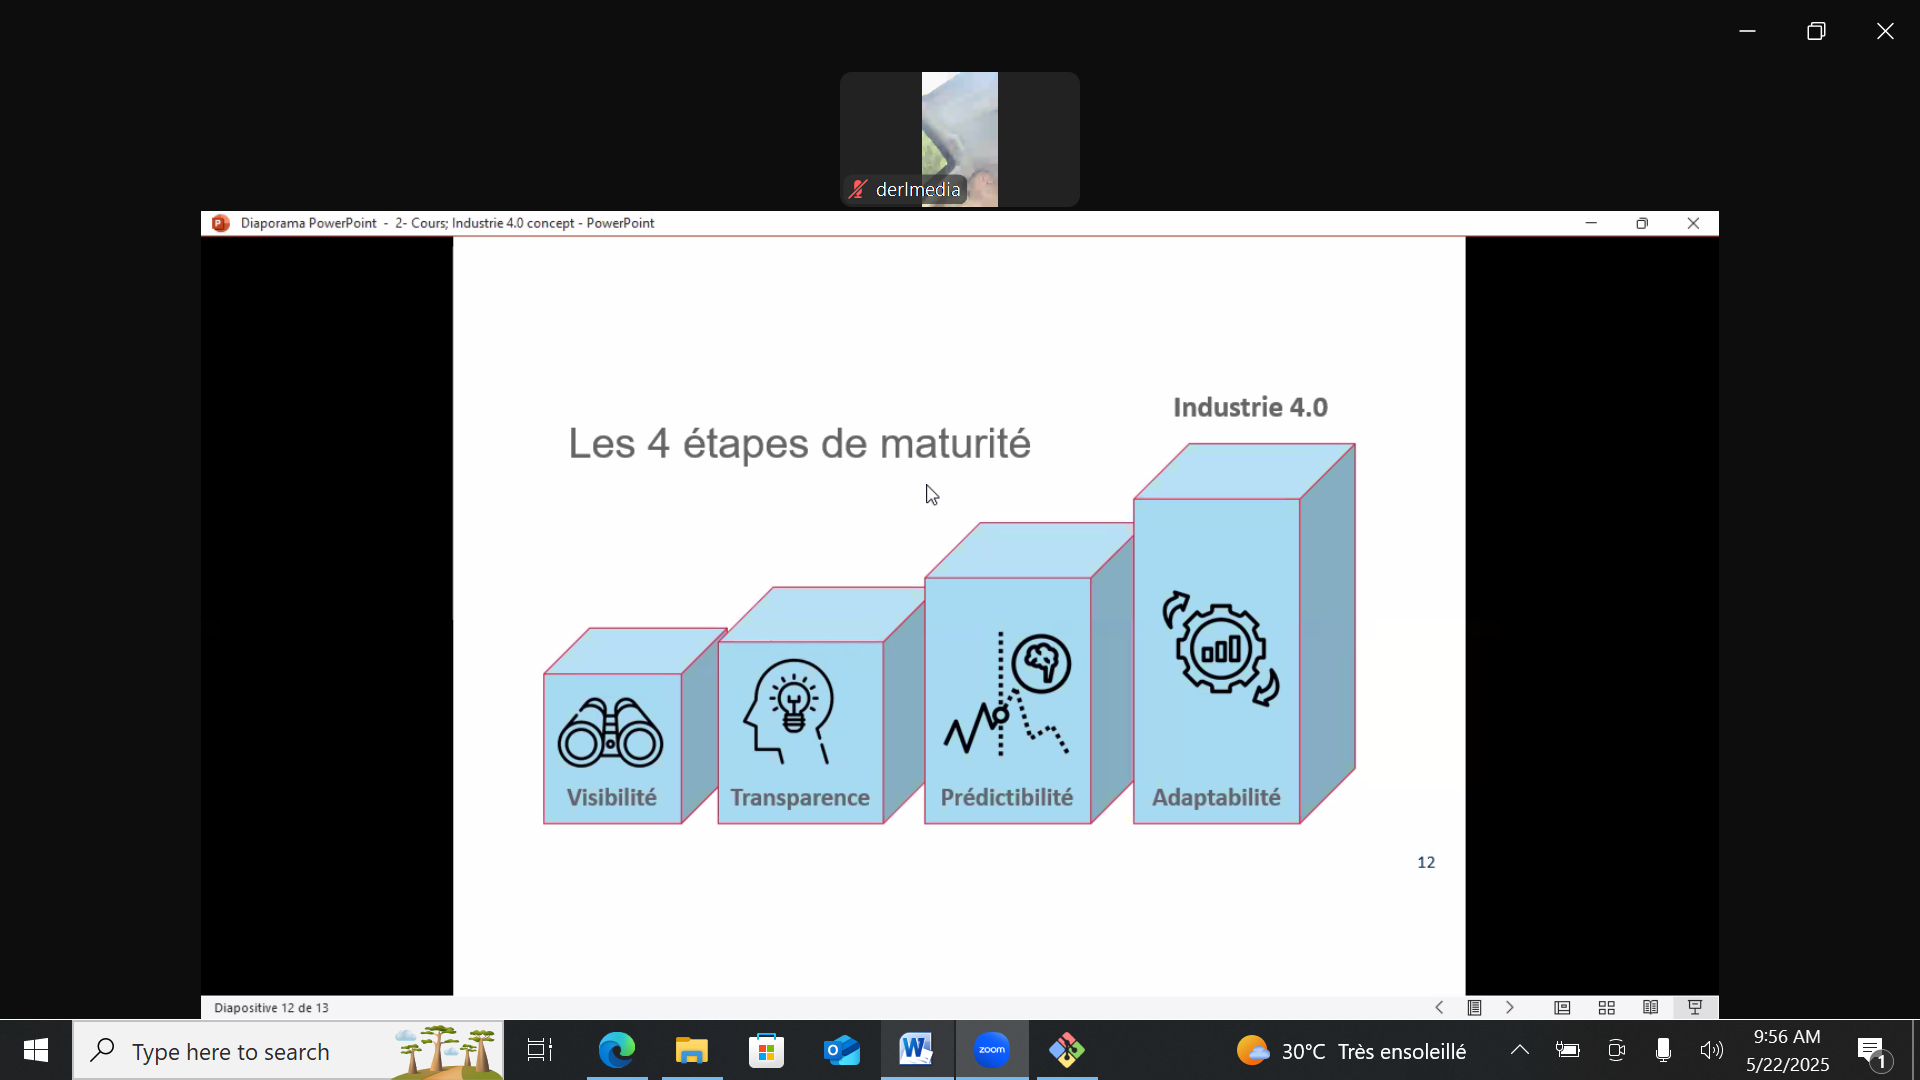 derlmedia
Diaporama PowerPoint - 2- Cours; Industrie 4.0 concept - PowerPoint
Industrie 4.0
Les 4 étapes de maturité
Visibilité
Transparence
Prédictibilité
Adaptabilité
12
Diapositive 12 de 13
Type here to search
zoom
30°C Très ensoleillé
9:56 AM
5/22/2025
1